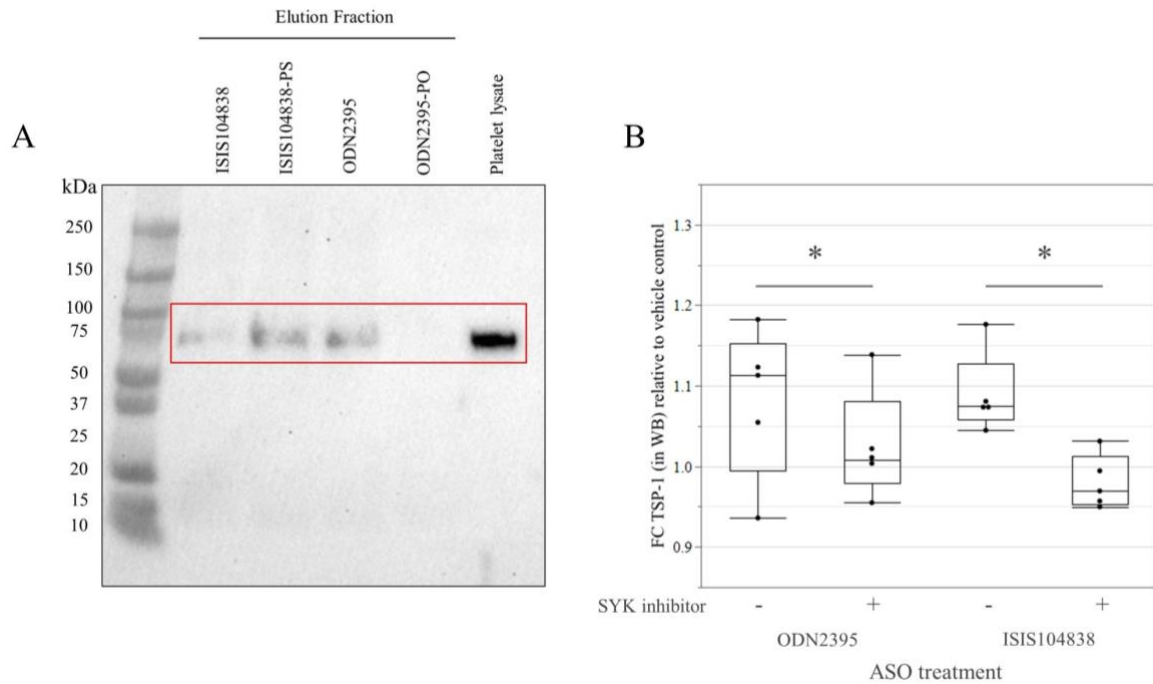 Elution Fraction
ISIS104838
ISIS104838-PS
ODN2395
ODN2395-PO
Platelet lysate
A
kDa
250
150
100
75
50
37
25
20
15
10
B
FC TSP-1 (in WB) relative to vehicle control
1.3
1.2
1.1
1.0
0.9
* *
SYK inhibitor - + - +
ODN2395 ISIS104838
ASO treatment